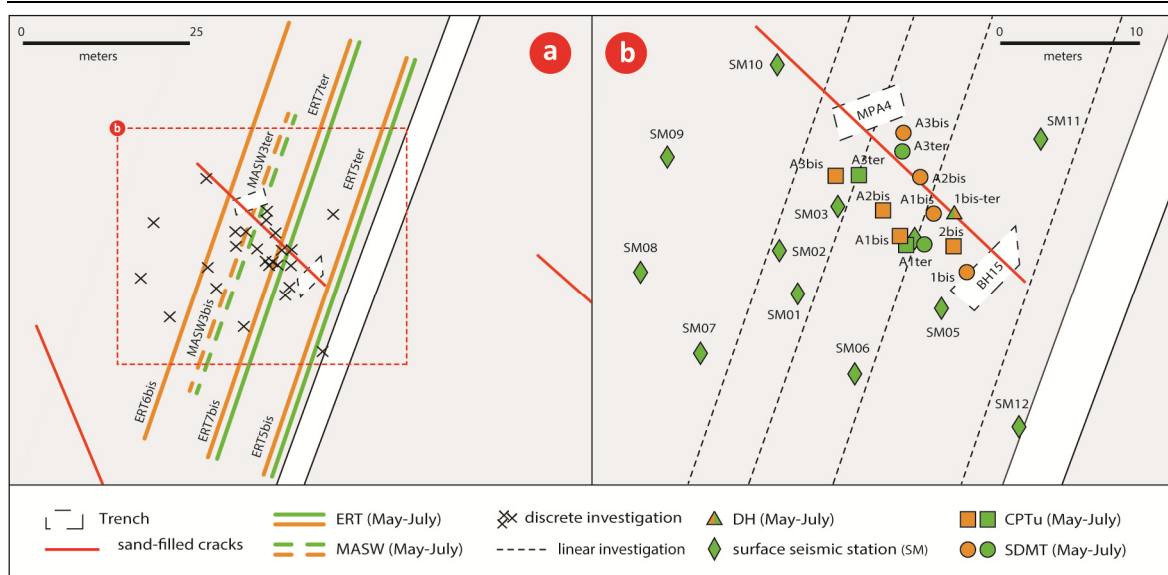 0 25
meters
a
b
ERT7ter
MASW3ter
ERT5ter
MASW3bis
ERT6bis
ERT7bis
ERT5bis
b
0 10
meters
SM10
MPA4
A3bis
SM11
SM09
A3ter
A3bis
A3ter
A2bis
A2bis
A1bis
1bis-ter
SM03
A1bis
2bis
SM02
A1ter
SM08
1bis
BH15
SM01
SM05
SM07
SM06
SM12
Trench
ERT (May-July)
discrete investigation
DH (May-July)
CPTu (May-July)
sand-filled cracks
MASW (May-July)
linear investigation
surface seismic station (SM)
SDMT (May-July)